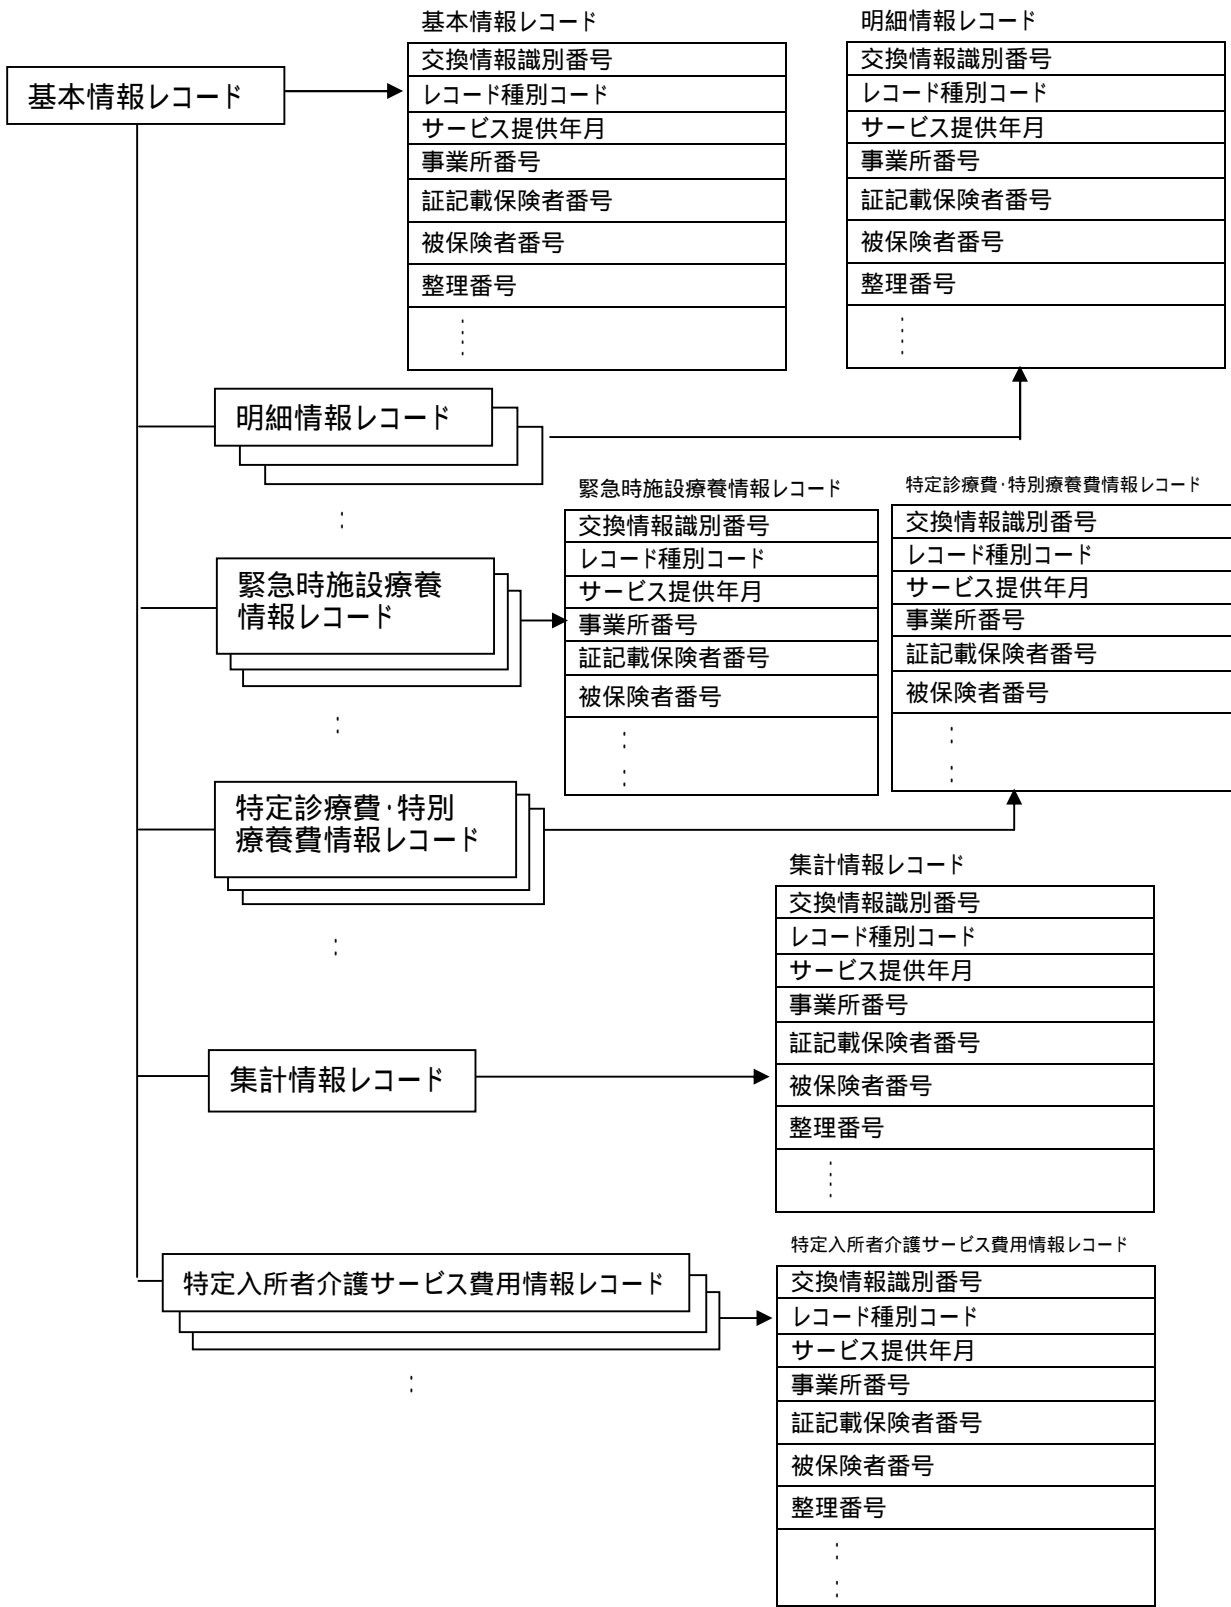 基本情報レコード
基本情報レコード
交換情報識別番号
レコード種別コード
サービス提供年月
事業所番号
証記載保険者番号
被保険者番号
整理番号
明細情報レコード
交換情報識別番号
レコード種別コード
サービス提供年月
事業所番号
証記載保険者番号
被保険者番号
整理番号
明細情報レコード
緊急時施設療養
情報レコード
緊急時施設療養情報レコード
交換情報識別番号
レコード種別コード
サービス提供年月
事業所番号
証記載保険者番号
被保険者番号
特定診療費・特別療養費情報レコード
交換情報識別番号
レコード種別コード
サービス提供年月
事業所番号
証記載保険者番号
被保険者番号
特定診療費・特別
療養費情報レコード
集計情報レコード
集計情報レコード
交換情報識別番号
レコード種別コード
サービス提供年月
事業所番号
証記載保険者番号
被保険者番号
整理番号
特定入所者介護サービス費用情報レコード
特定入所者介護サービス費用情報レコード
交換情報識別番号
レコード種別コード
サービス提供年月
事業所番号
証記載保険者番号
被保険者番号
整理番号